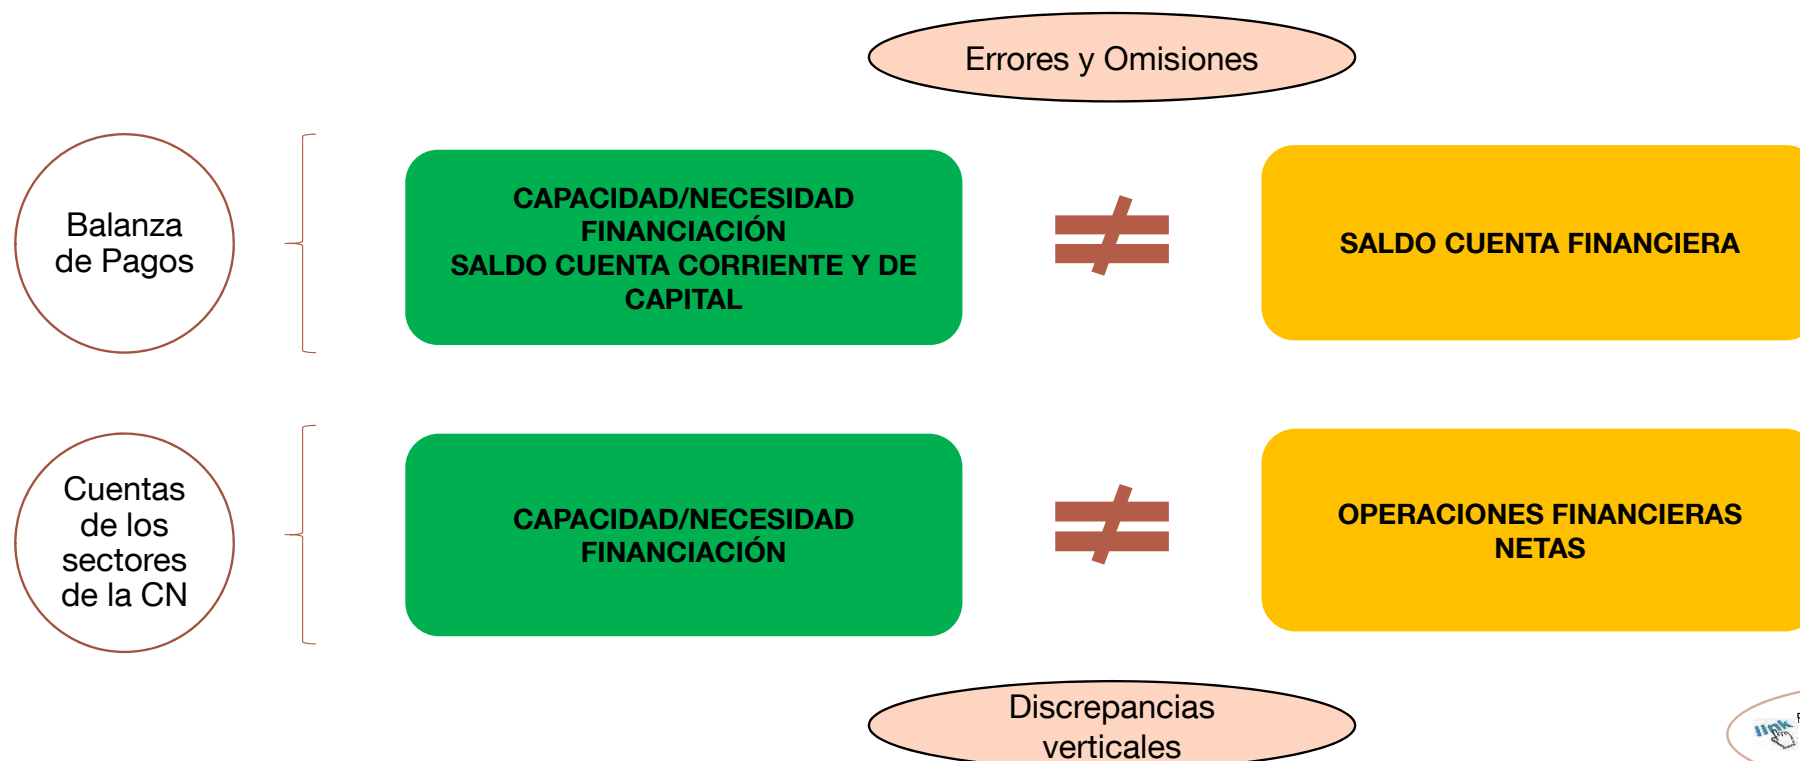 Errores y Omisiones
Balanza
de Pagos
CAPACIDAD/NECESIDAD
FINANCIACIÓN
SALDO CUENTA CORRIENTE Y DE
CAPITAL
SALDO CUENTA FINANCIERA
Cuentas
de los
sectores
de la CN
CAPACIDAD/NECESIDAD
FINANCIACIÓN
OPERACIONES FINANCIERAS
NETAS
Discrepancias
verticales
link